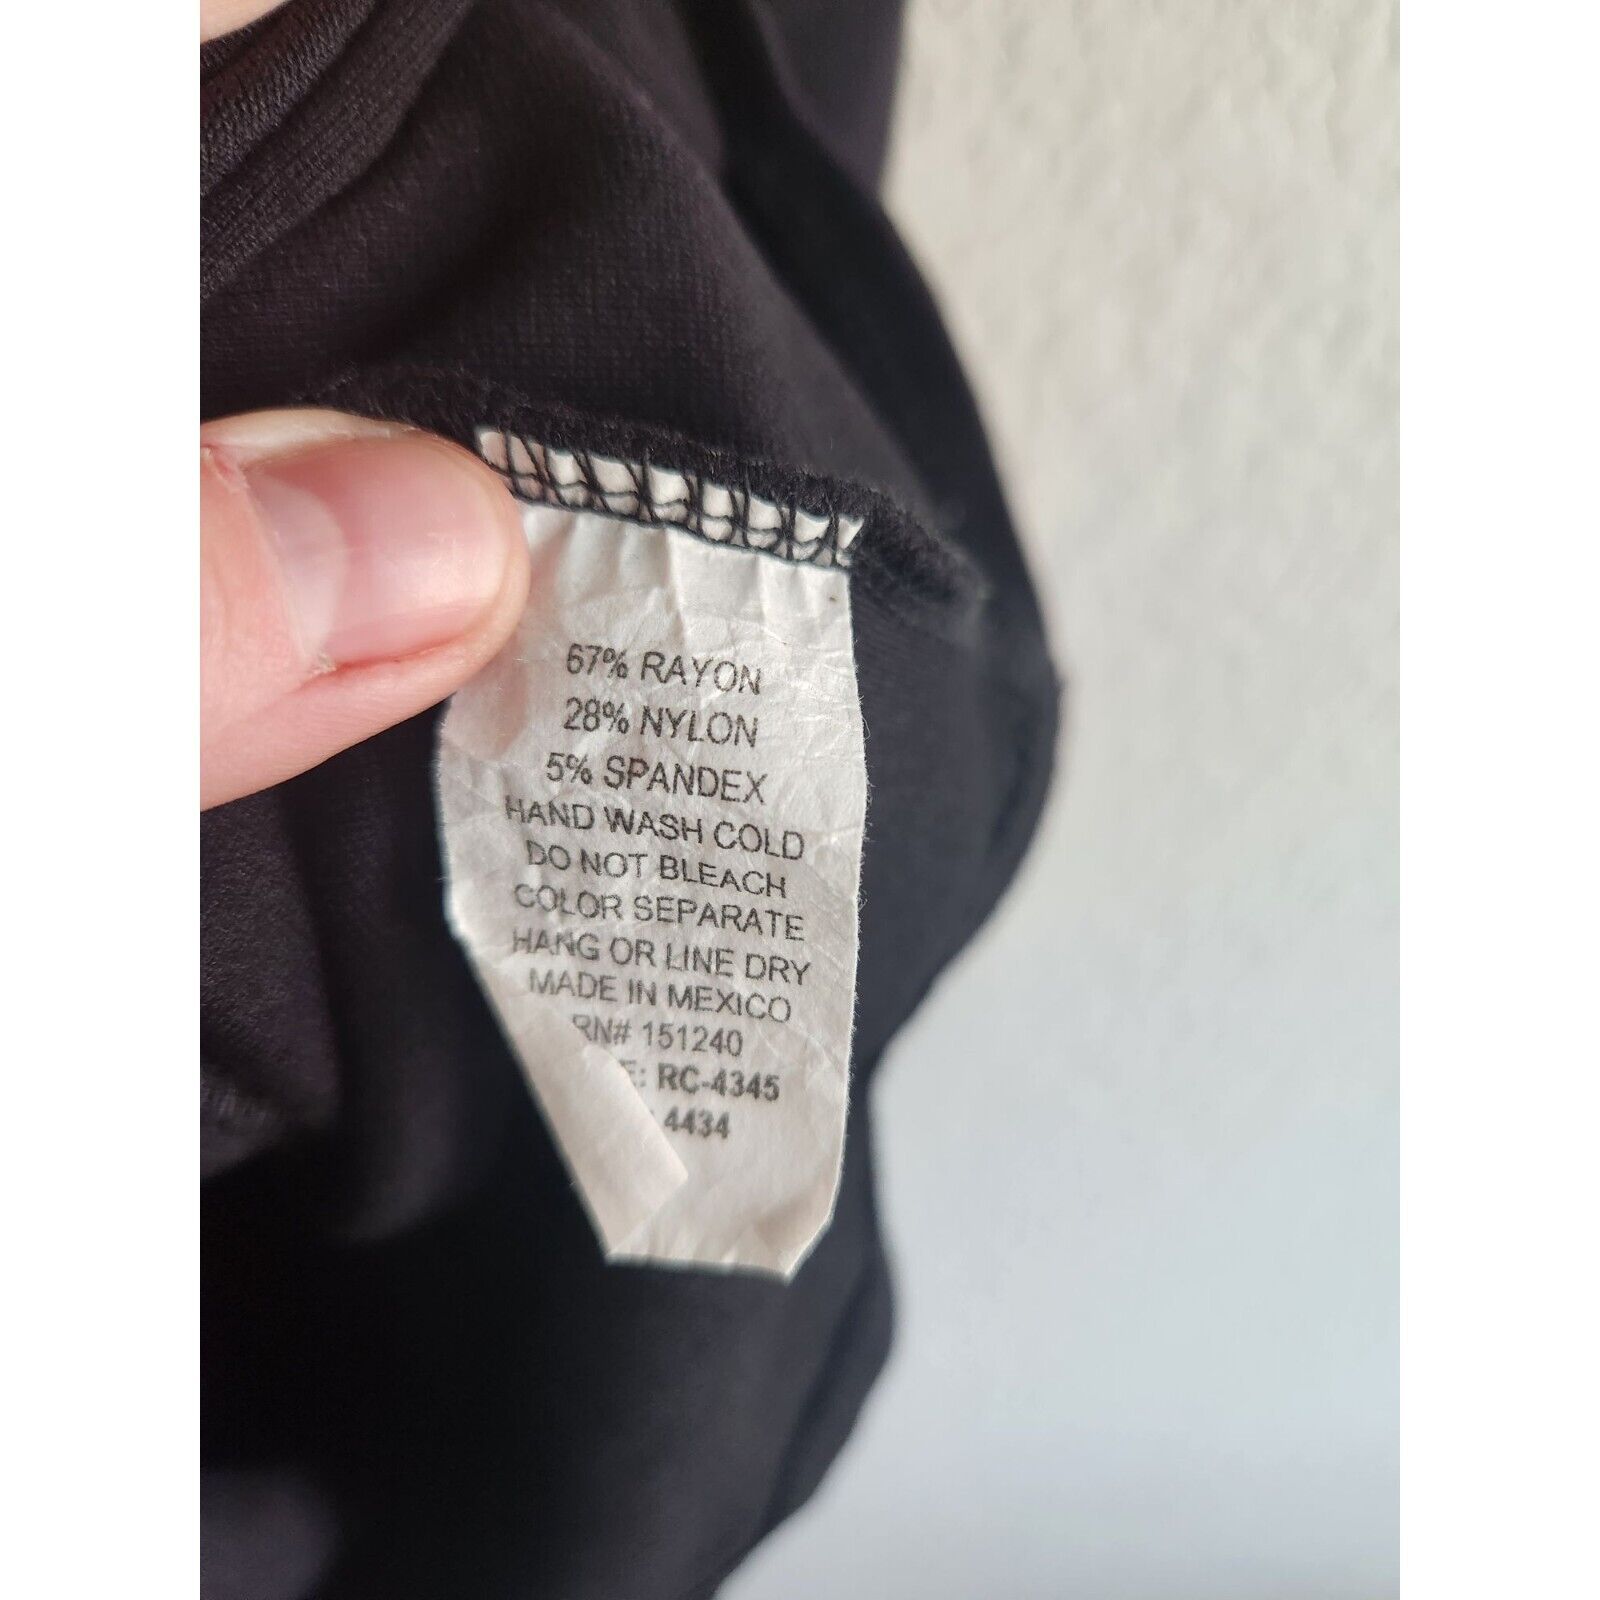 67% RAYON
28% NYLON
5% SPANDEX
HAND WASH COLD
DO NOT BLEACH
COLOR SEPARATE
HANG OR LINE DRY
MADE IN MEXICO
RN# 151240
E: RC-4345
4434